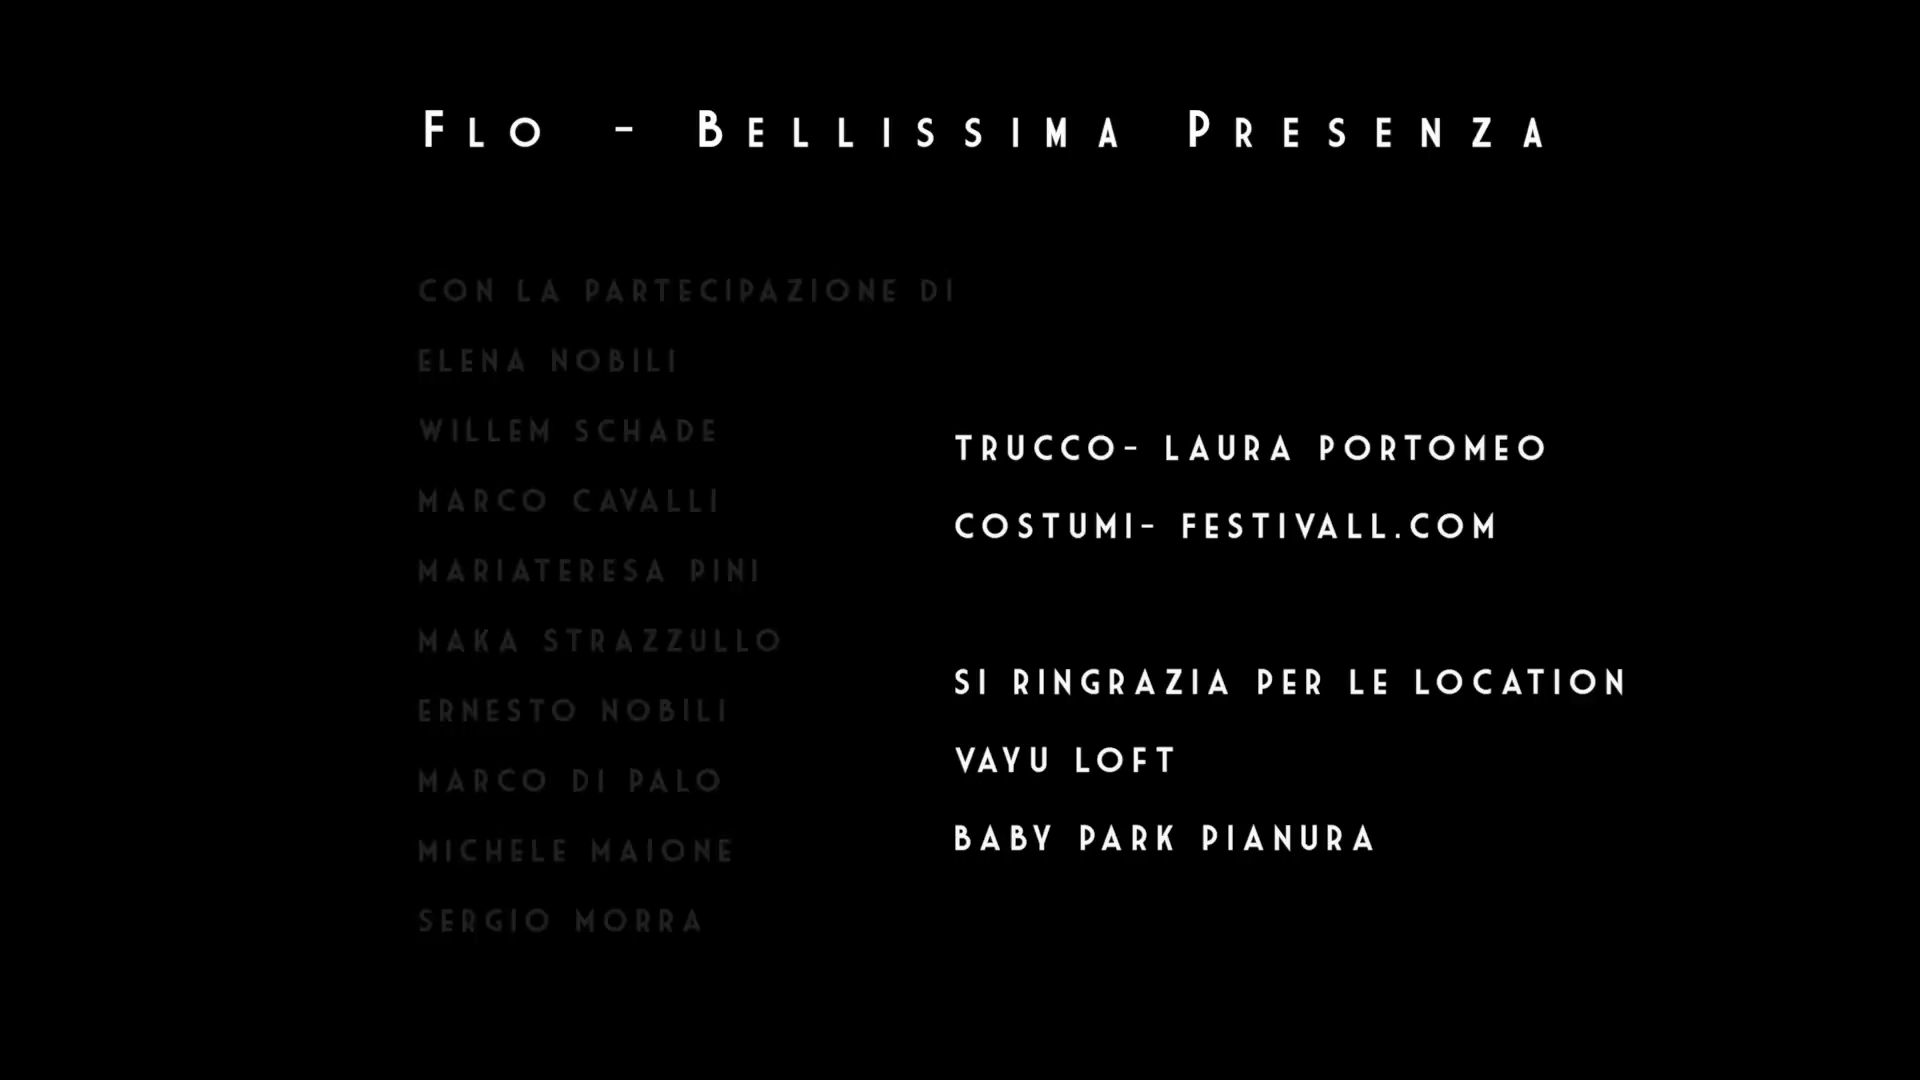 Flo - Bellissima Presenza
CON LA PARTECIPAZIONE DI
ELENA NOBILI
WILLEM SCHADE
MARCO CAVALLI
MARIATERESA PINI
MAKA STRAZZULLO
ERNESTO NOBILI
MARCO DI PALO
MICHELE MAIONE
SERGIO MORRA
TRUCCO- LAURA PORTOMEO
COSTUMI- FESTIVALL.COM
SI RINGRAZIA PER LE LOCATION
VAYU LOFT
BABY PARK PIANURA